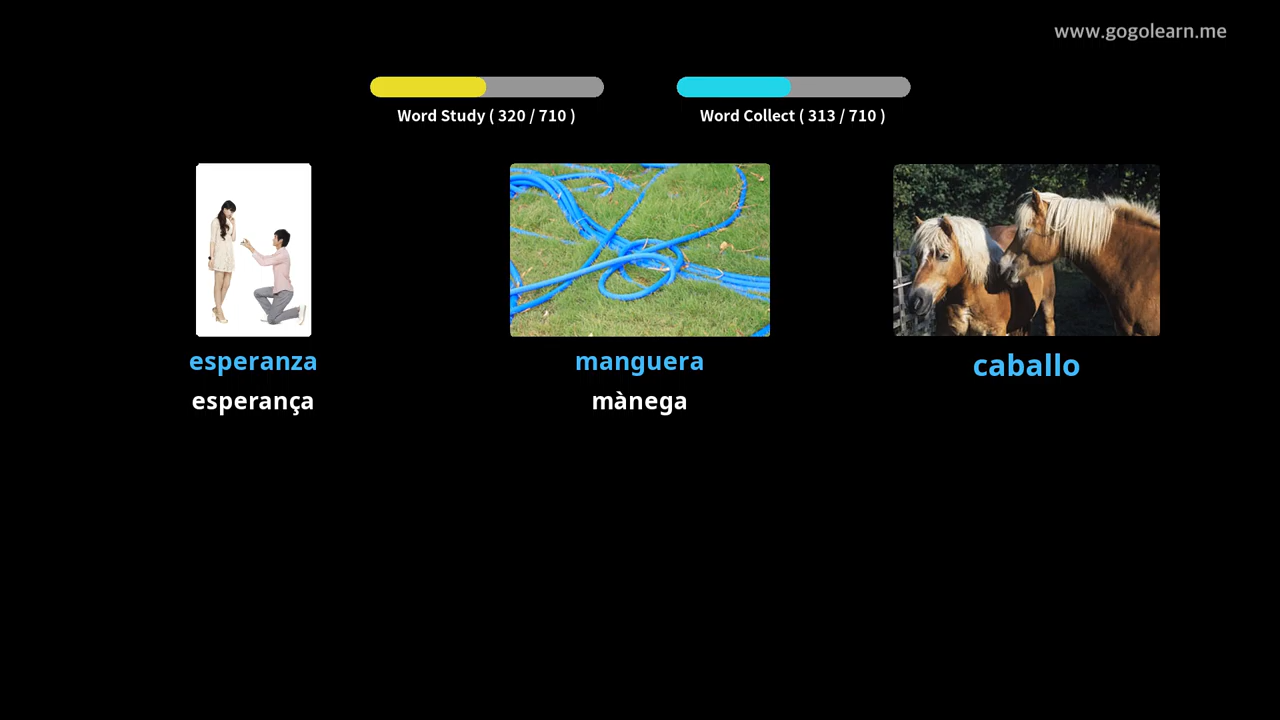 www.gogolearn.me
Word Study ( 320 / 710 )
Word Collect ( 313 / 710 )
esperanza
esperança
manguera
mànega
caballo